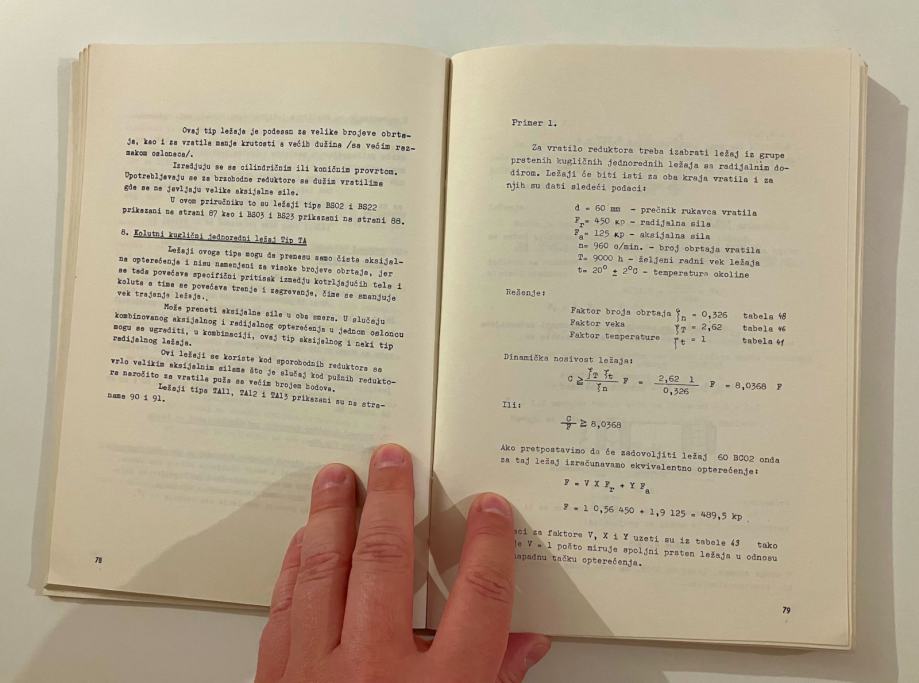 Ovaj tip ležaja je podesan za velike brojeve obrta-
ja, kao i za vratila manje krutosti a većih dužina /sa većim raz-
makom oslonaca/.
Izradjuju se sa cilindričnim ili koničnim provrtom.
Upotrebljavaju se za brzohodne reduktore sa dužim vratilima
gde se ne javljaju velike aksijalne sile.
U ovom priručniku to su ležaji tipa BS02 i BS22
prikazani na strani 87 kao i BS03 i BS23 prikazani na strani 88.
8. Kolutni kuglični jednoredni ležaj Tip TA
Ležaji ovoga tipa mogu da prenesu samo čista aksijal-
na opterećenja i nisu namenjeni za visoke brojeve obrtaja, jer
se tada povećava specifični pritisak izmedju kotrljajućih tela i
koluta a time se povećava trenje i zagrevanje, čime se smanjuje
vek trajanja ležaja.
Može preneti aksijalne sile u oba smera. U slučaju
kombinovanog aksijalnog i radijalnog opterećenja u jednom osloncu
mogu se ugraditi, u kombinaciji, ovaj tip aksijalnog i neki tip
radijalnog ležaja.
Ovi ležaji se koriste kod sporohodnih reduktora sa
vrlo velikim aksijalnim silama što je slučaj kod pužnih redukto-
ra naročito za vratila puža sa većim brojem hodova.
Ležaji tipa TA11, TA12 i TA13 prikazani su na stra-
nama 90 i 91.
78
Primer 1.
Za vratilo reduktora treba izabrati ležaj iz grupe
prstenih kugličnih jednorednih ležaja sa radijalnim do-
dirom. Ležaji će biti isti za oba kraja vratila i za
njih su dati sledeći podaci:
d = 60 mm - prečnik rukavca vratila
Fr= 450 kp - radijalna sila
Fa= 125 kp - aksijalna sila
n= 960 o/min. - broj obrtaja vratila
T= 9000 h - željeni radni vek ležaja
t= 20° ± 2°C - temperatura okoline
Rešenje:
Faktor broja obrtaja ζn = 0,326 tabela 48
Faktor veka ζT = 2,62 tabela 46
Faktor temperature ζt = 1 tabela 41
Dinamička nosivost ležaja:
C ≥ ζT ζt / ζn F = 2,62 1 / 0,326 F = 8,0368 F
Ili:
C/F ≥ 8,0368
Ako pretpostavimo da će zadovoljiti ležaj 60 BC02 onda
za taj ležaj izračunavamo ekvivalentno opterećenje:
F = V X Fr + Y Fa
F = 1 0,56 450 + 1,9 125 = 489,5 kp
za faktore V, X i Y uzeti su iz tabele 43 tako
je V = 1 pošto miruje spoljni prsten ležaja u odnosu
tačku opterećenja.
79